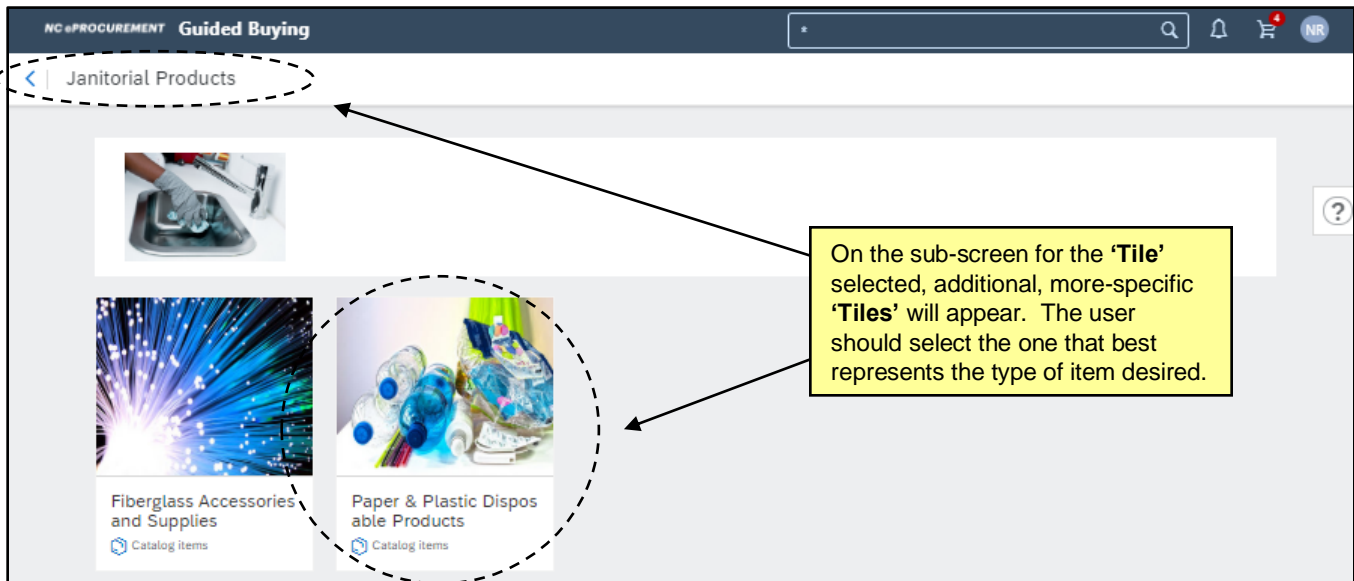 NC ePROCUREMENT Guided Buying
*
4
NR
Janitorial Products
?
On the sub-screen for the ‘Tile’
selected, additional, more-specific
‘Tiles’ will appear.  The user
should select the one that best
represents the type of item desired.
Fiberglass Accessories
and Supplies
Catalog items
Paper & Plastic Dispos
able Products
Catalog items